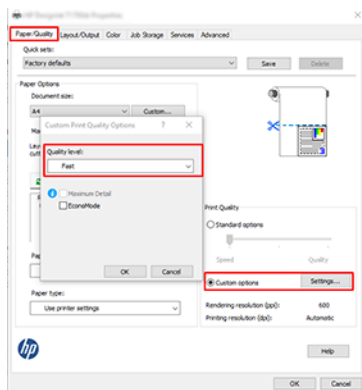 HP Designjet T1700dr Properties
Paper/Quality Layout/Output Color Job Storage Services Advanced
Quick sets:
Factory defaults Save Delete
Paper Options
Document size:
A4 Custom...
Custom Print Quality Options ? ×
Quality level:
Fast
Maximum Detail
EconoMode
OK Cancel
Print Quality
Standard options
Speed Quality
Custom options Settings...
Paper type:
Use printer settings
Rendering resolution (ppi): 600
Printing resolution (dpi): Automatic
hp
Help
OK Cancel